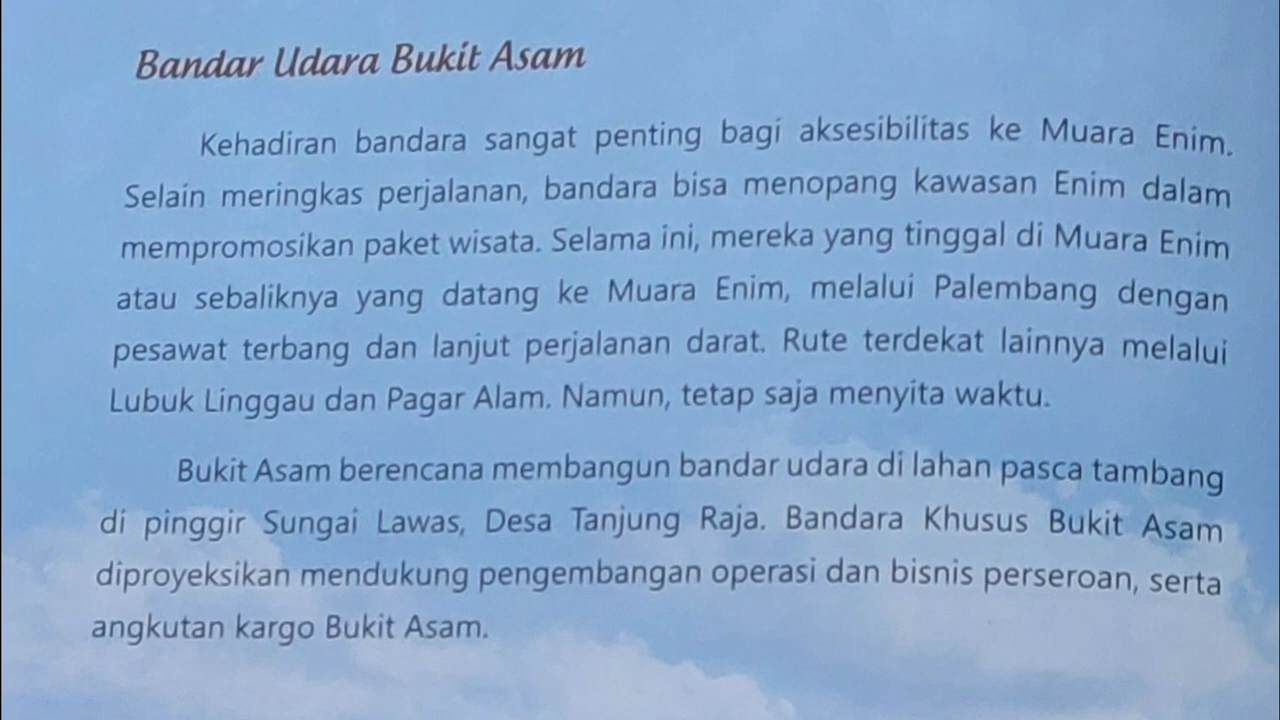 Bandar Udara Bukit Asam
Kehadiran bandara sangat penting bagi aksesibilitas ke Muara Enim.
Selain meringkas perjalanan, bandara bisa menopang kawasan Enim dalam
mempromosikan paket wisata. Selama ini, mereka yang tinggal di Muara Enim
atau sebaliknya yang datang ke Muara Enim, melalui Palembang dengan
pesawat terbang dan lanjut perjalanan darat. Rute terdekat lainnya melalui
Lubuk Linggau dan Pagar Alam. Namun, tetap saja menyita waktu.
Bukit Asam berencana membangun bandar udara di lahan pasca tambang
di pinggir Sungai Lawas, Desa Tanjung Raja. Bandara Khusus Bukit Asam
diproyeksikan mendukung pengembangan operasi dan bisnis perseroan, serta
angkutan kargo Bukit Asam.